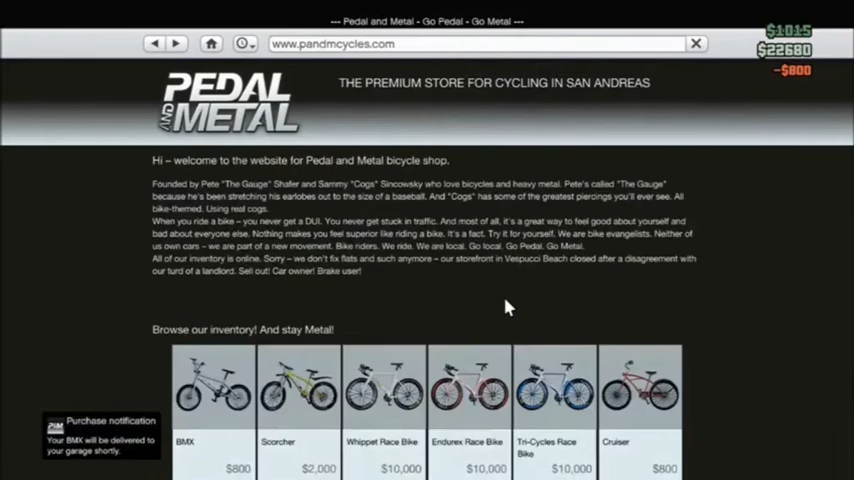 --- Pedal and Metal - Go Pedal - Go Metal ---
$1015
www.pandmcycles.com
$22680
-$800
PEDAL
AND METAL
THE PREMIUM STORE FOR CYCLING IN SAN ANDREAS
Hi – welcome to the website for Pedal and Metal bicycle shop.
Founded by Pete "The Gauge" Shafer and Sammy "Cogs" Sincowsky who love bicycles and heavy metal. Pete's called "The Gauge"
because he's been stretching his earlobes out to the size of a baseball. And "Cogs" has some of the greatest piercings you'll ever see. All
bike-themed. Using real cogs.
When you ride a bike – you never get a DUI. You never get stuck in traffic. And most of all, it's a great way to feel good about yourself and
bad about everyone else. Nothing makes you feel superior like riding a bike. It's a fact. Try it for yourself. We are bike evangelists. Neither of
us own cars – we are part of a new movement. Bike riders. We ride. We are local. Go local. Go Pedal. Go Metal.
All of our inventory is online. Sorry – we don't fix flats and such anymore – our storefront in Vespucci Beach closed after a disagreement with
our turd of a landlord. Sell out! Car owner! Brake user!
Browse our inventory! And stay Metal!
BMX
$800
Scorcher
$2,000
Whippet Race Bike
$10,000
Endurex Race Bike
$10,000
Tri-Cycles Race
Bike
$10,000
Cruiser
$800
Purchase notification
Your BMX will be delivered to
your garage shortly.